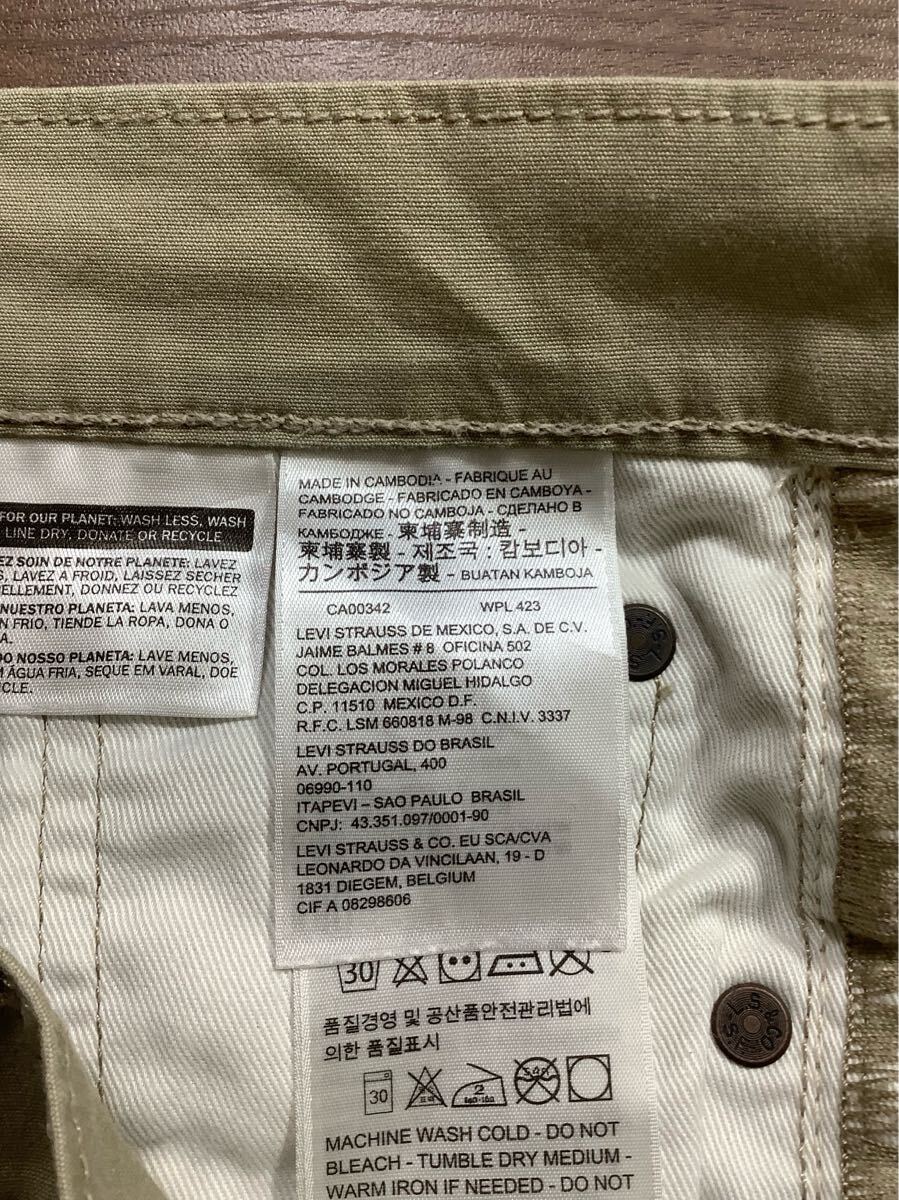 FOR OUR PLANET: WASH LESS, WASH
LINE DRY, DONATE OR RECYCLE
EZ SOIN DE NOTRE PLANETE: LAVEZ
S, LAVEZ A FROID, LAISSEZ SECHER
ELLEMENT, DONNEZ OU RECYCLEZ
NUESTRO PLANETA: LAVA MENOS,
N FRIO, TIENDE LA ROPA, DONA O
A.
DO NOSSO PLANETA: LAVE MENOS,
M ÁGUA FRIA, SEQUE EM VARAL, DOE
CLE.
MADE IN CAMBODIA - FABRIQUE AU
CAMBODGE - FABRICADO EN CAMBOYA -
FABRICADO NO CAMBOJA - СДЕЛАНО В
КАМБОДЖЕ - 柬埔寨制造 -
柬埔寨製 - 제조국 : 캄보디아 -
カンボジア製 - BUATAN KAMBOJA
CA00342 WPL 423
LEVI STRAUSS DE MEXICO, S.A. DE C.V.
JAIME BALMES # 8 OFICINA 502
COL. LOS MORALES POLANCO
DELEGACION MIGUEL HIDALGO
C.P. 11510 MEXICO D.F.
R.F.C. LSM 660818 M-98 C.N.I.V. 3337
LEVI STRAUSS DO BRASIL
AV. PORTUGAL, 400
06990-110
ITAPEVI – SAO PAULO BRASIL
CNPJ: 43.351.097/0001-90
LEVI STRAUSS & CO. EU SCA/CVA
LEONARDO DA VINCILAAN, 19 - D
1831 DIEGEM, BELGIUM
CIF A 08298606
30
품질경영 및 공산품안전관리법에
의한 품질표시
30
MACHINE WASH COLD - DO NOT
BLEACH - TUMBLE DRY MEDIUM -
WARM IRON IF NEEDED - DO NOT